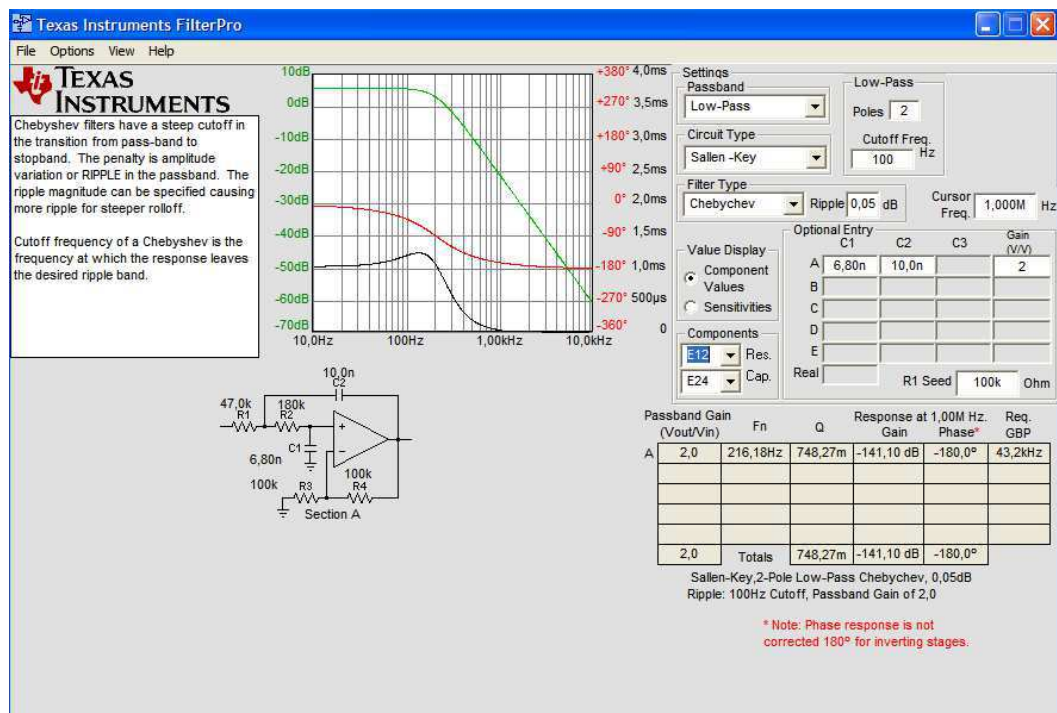 Texas Instruments FilterPro
File Options View Help
TEXAS
INSTRUMENTS
Chebyshev filters have a steep cutoff in
the transition from pass-band to
stopband. The penalty is amplitude
variation or RIPPLE in the passband. The
ripple magnitude can be specified causing
more ripple for steeper rolloff.
Cutoff frequency of a Chebyshev is the
frequency at which the response leaves
the desired ripple band.
10dB
0dB
-10dB
-20dB
-30dB
-40dB
-50dB
-60dB
-70dB
10,0Hz 100Hz 1,00kHz 10,0kHz
+380° 4,0ms
+270° 3,5ms
+180° 3,0ms
+90° 2,5ms
0° 2,0ms
-90° 1,5ms
-180° 1,0ms
-270° 500µs
-360° 0
Settings
Passband
Low-Pass
Circuit Type
Sallen -Key
Low-Pass
Poles 2
Cutoff Freq.
100 Hz
Filter Type
Chebychev Ripple 0,05 dB
Cursor
Freq. 1,000M Hz
Value Display
Component
Values
Sensitivities
Components
E12 Res.
E24 Cap.
Optional Entry
C1 C2 C3 Gain
(V/V)
A 6,80n 10,0n 2
B
C
D
E
Real
R1 Seed 100k Ohm
10,0n
C2
47,0k 180k
R1 R2
C1
6,80n
100k 100k
R3 R4
Section A
+
-
Passband Gain
(Vout/Vin) Fn Q Response at 1,00M Hz. Req.
Gain Phase* GBP
A 2,0 216,18Hz 748,27m -141,10 dB -180,0° 43,2kHz
2,0 Totals 748,27m -141,10 dB -180,0°
Sallen-Key,2-Pole Low-Pass Chebychev, 0,05dB
Ripple: 100Hz Cutoff, Passband Gain of 2,0
* Note: Phase response is not
corrected 180° for inverting stages.